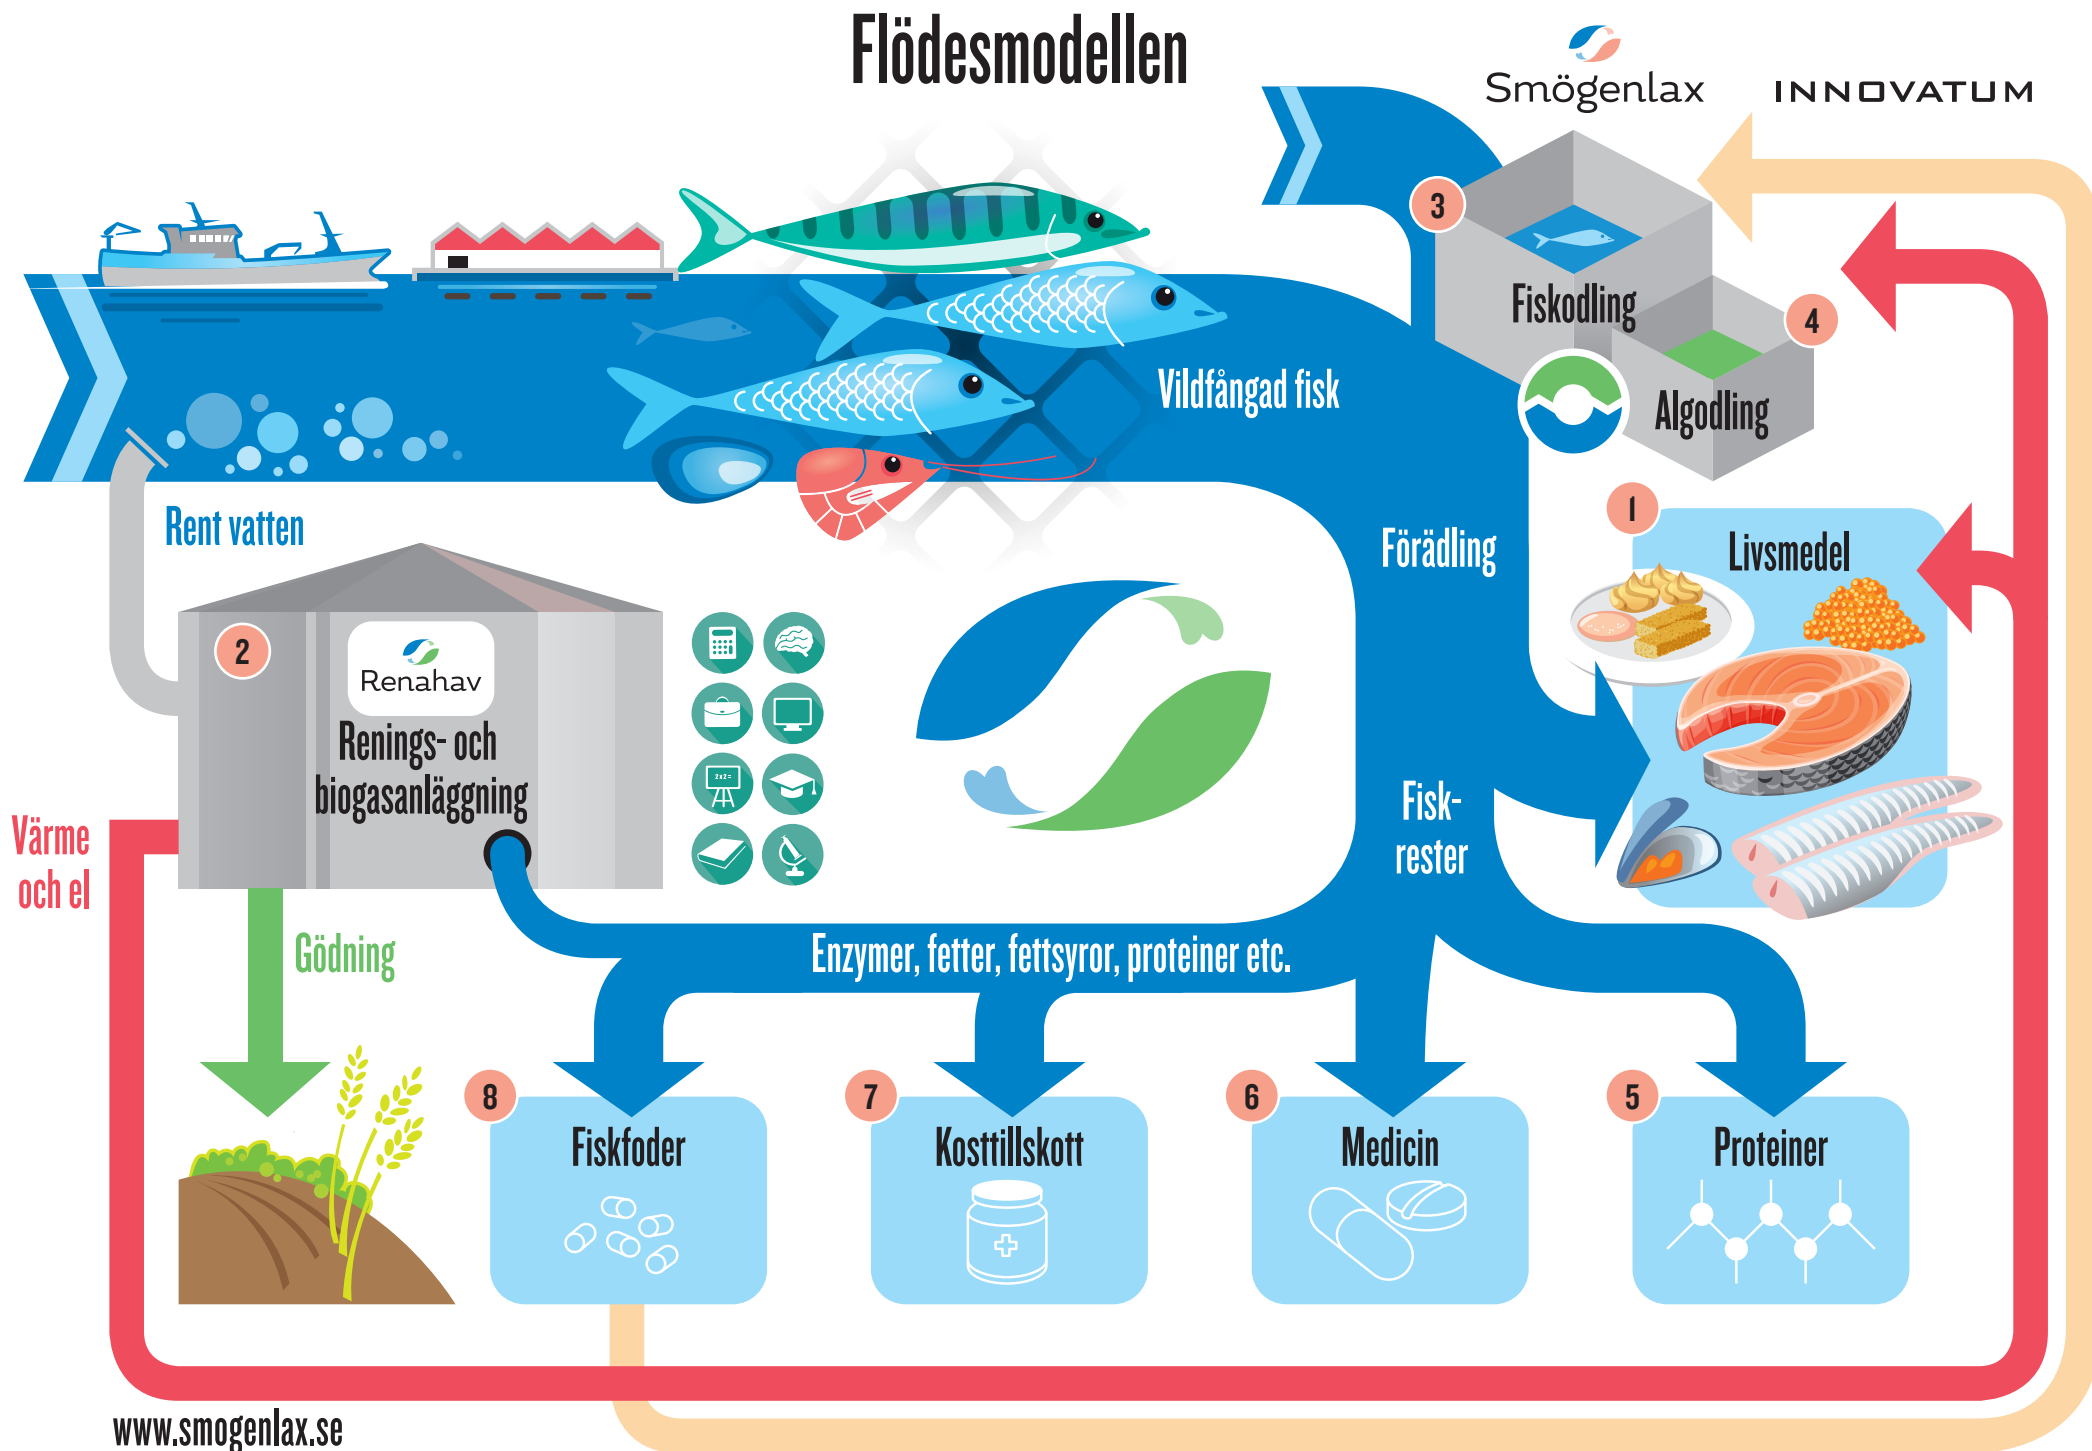 Flödesmodellen
Smögenlax
INNOVATUM
3
Fiskodling
4
Algodling
Vildfångad fisk
Rent vatten
1
Livsmedel
Förädling
2
Renahav
Renings- och
biogasanläggning
2x2=
Värme
och el
Fisk-
rester
Gödning
Enzymer, fetter, fettsyror, proteiner etc.
8
Fiskfoder
7
Kosttillskott
6
Medicin
5
Proteiner
www.smogenlax.se